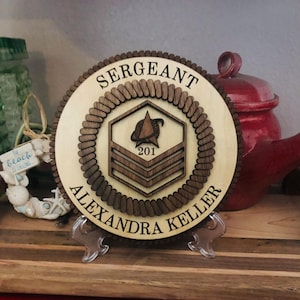 SERGEANT
201
ALEXANDRA KELLER
Beach